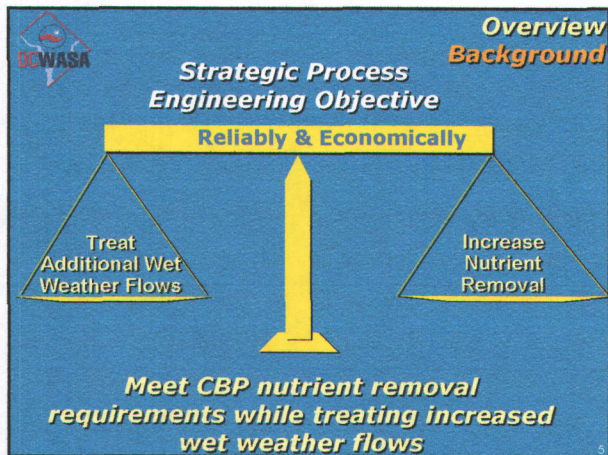 DCWASA
Overview
Background
Strategic Process
Engineering Objective
Reliably & Economically
Treat
Additional Wet
Weather Flows
Increase
Nutrient
Removal
Meet CBP nutrient removal
requirements while treating increased
wet weather flows
5